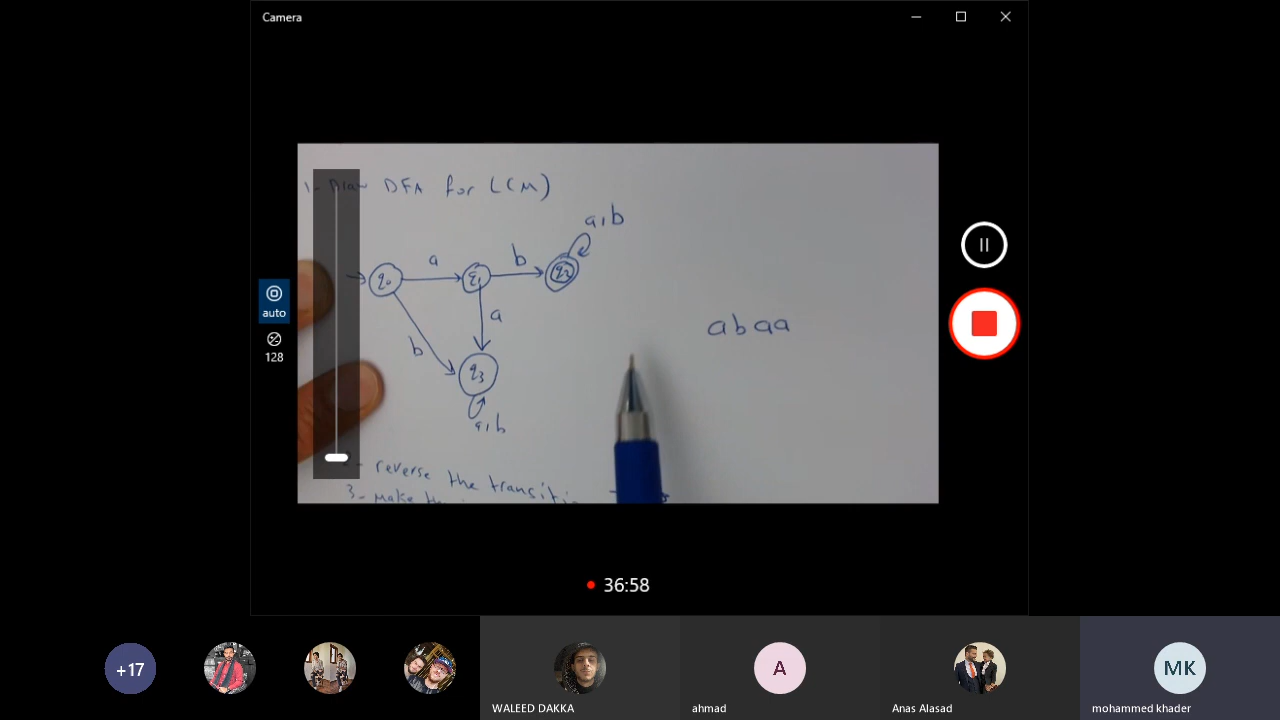 Camera
1- Draw DFA for L(M)
a,b
a
b
q0
q1
q2
a
b
abaa
q3
a,b
auto
128
2- reverse the
3- make
36:58
+17
A
MK
WALEED DAKKA
ahmad
Anas Alasad
mohammed khader